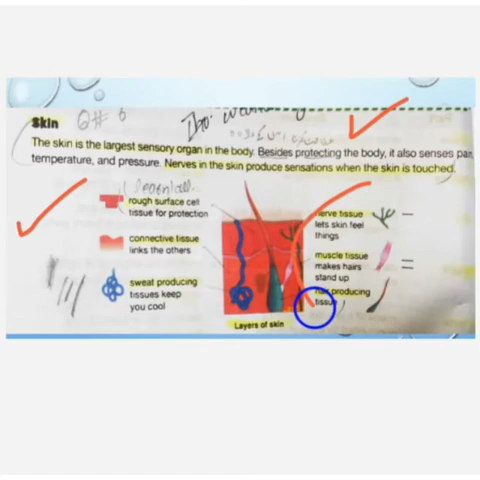 Skin Q# 6
The skin is the largest sensory organ in the body. Besides protecting the body, it also senses pain,
temperature, and pressure. Nerves in the skin produce sensations when the skin is touched.
rough surface cell
tissue for protection
connective tissue
links the others
sweat producing
tissues keep
you cool
nerve tissue
lets skin feel
things
muscle tissue
makes hairs
stand up
hair producing
tissue
Layers of skin